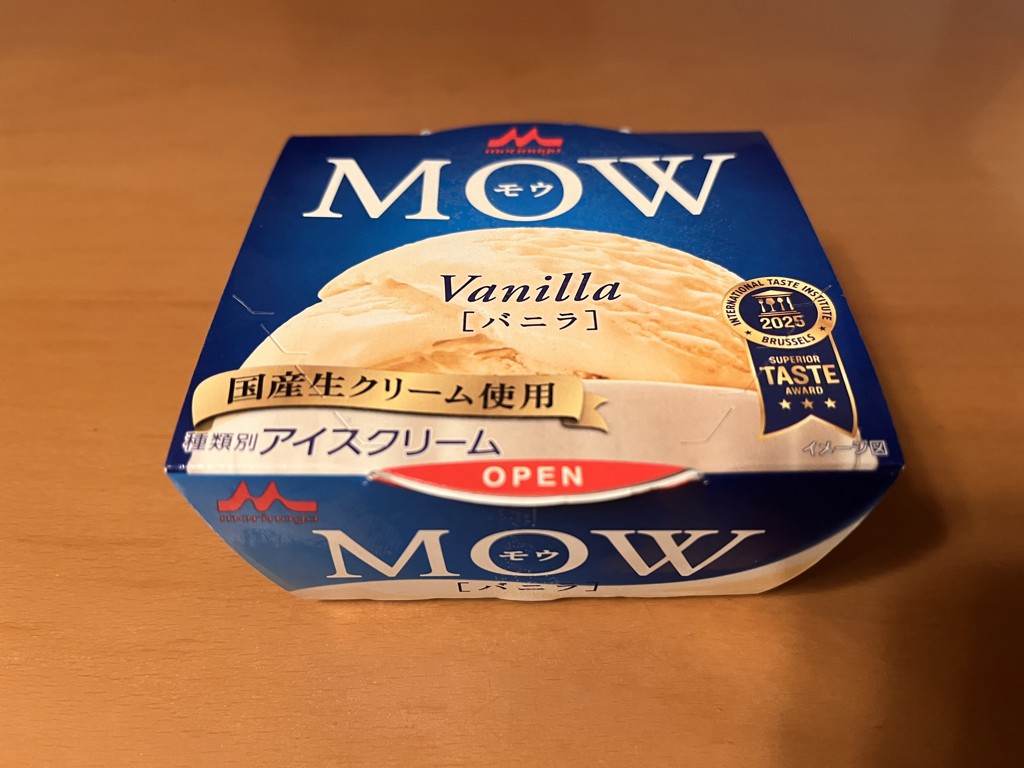 morinaga
MOW
モウ
Vanilla
[バニラ]
INTERNATIONAL TASTE INSTITUTE
2025
BRUSSELS
SUPERIOR
TASTE
AWARD
国産生クリーム使用
種類別 アイスクリーム
イメージ図
OPEN
morinaga
MOW
モウ
[バニラ]